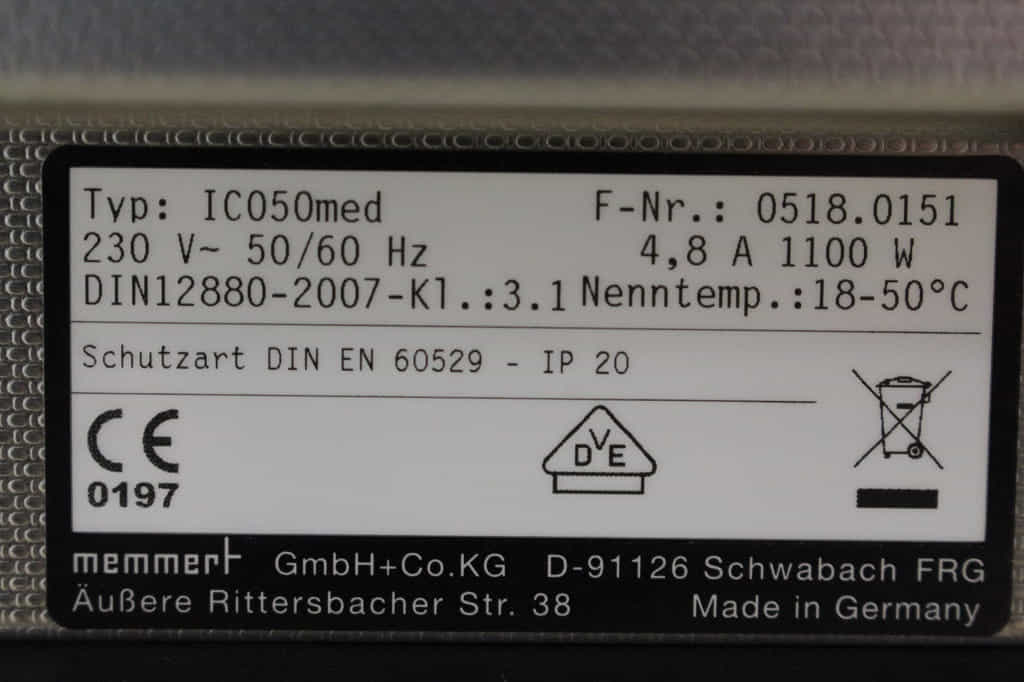 Typ: ICO50med F-Nr.: 0518.0151
230 V~ 50/60 Hz 4,8 A 1100 W
DIN12880-2007-Kl.:3.1 Nenntemp.:18-50°C
Schutzart DIN EN 60529 - IP 20
CE
0197
DVE
memmert GmbH+Co.KG D-91126 Schwabach FRG
Äußere Rittersbacher Str. 38 Made in Germany